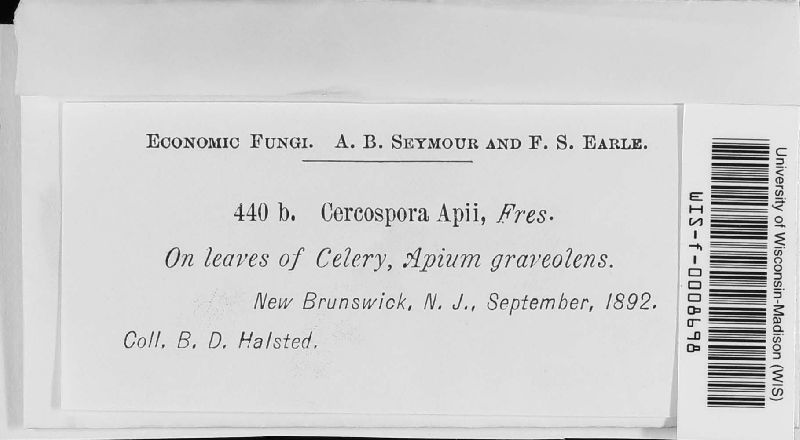 ECONOMIC FUNGI. A. B. SEYMOUR AND F. S. EARLE.
440 b. Cercospora Apii, Fres.
On leaves of Celery, Apium graveolens.
New Brunswick, N. J., September, 1892.
Coll. B. D. Halsted.
University of Wisconsin-Madison (WIS)
WIS-f-0008698